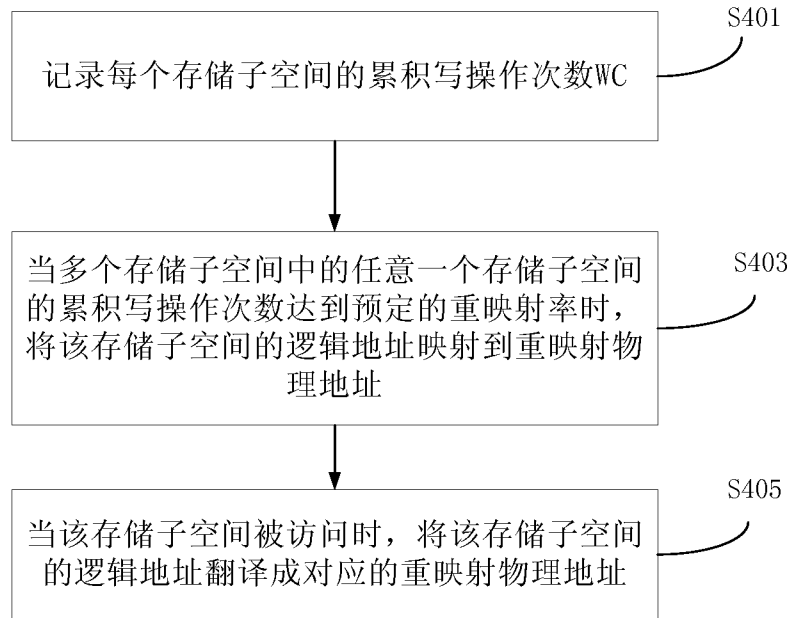 S401
记录每个存储子空间的累积写操作次数WC
S403
当多个存储子空间中的任意一个存储子空间
的累积写操作次数达到预定的重映射率时，
将该存储子空间的逻辑地址映射到重映射物
理地址
S405
当该存储子空间被访问时，将该存储子空间
的逻辑地址翻译成对应的重映射物理地址